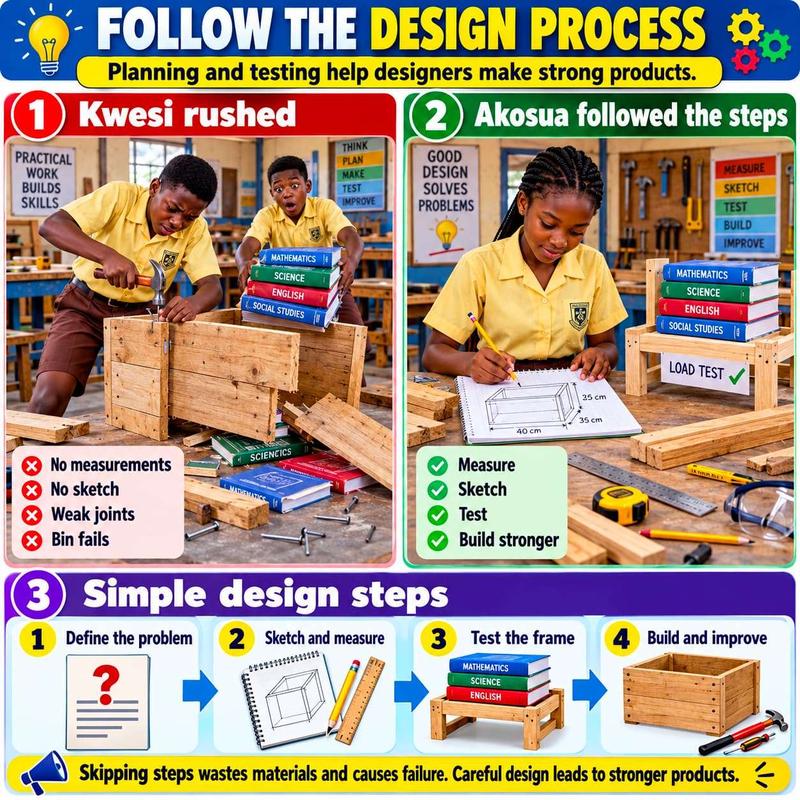 FOLLOW THE DESIGN PROCESS
Planning and testing help designers make strong products.
1 Kwesi rushed
PRACTICAL
WORK
BUILDS
SKILLS
THINK
PLAN
MAKE
TEST
IMPROVE
MATHEMATICS
SCIENCE
ENGLISH
SOCIAL STUDIES
SCIENCICS
MATHEMATICS
No measurements
No sketch
Weak joints
Bin fails
2 Akosua followed the steps
GOOD
DESIGN
SOLVES
PROBLEMS
MEASURE
SKETCH
TEST
BUILD
IMPROVE
MATHEMATICS
SCIENCE
ENGLISH
SOCIAL STUDIES
LOAD TEST
35 cm
35 cm
40 cm
Measure
Sketch
Test
Build stronger
3 Simple design steps
1 Define the problem
?
2 Sketch and measure
3 Test the frame
MATHEMATICS
SCIENCE
ENGLISH
4 Build and improve
Skipping steps wastes materials and causes failure. Careful design leads to stronger products.